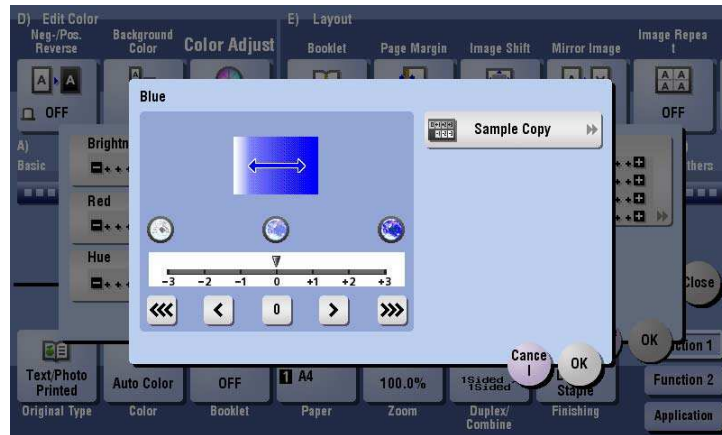 D) Edit Color
E) Layout
Neg-/Pos.
Reverse
Background
Color
Color Adjust
Booklet
Page Margin
Image Shift
Mirror Image
Image Repea
t
OFF
OFF
A)
Basic
Brightn
Red
Hue
Blue
Sample Copy
-3 -2 -1 0 +1 +2 +3
0
Cance
l
OK
OK
thers
Close
ction 1
Function 2
Application
Text/Photo
Printed
Auto Color
OFF
1 A4
100.0%
1Sided
1Sided
Staple
Original Type
Color
Booklet
Paper
Zoom
Duplex/
Combine
Finishing